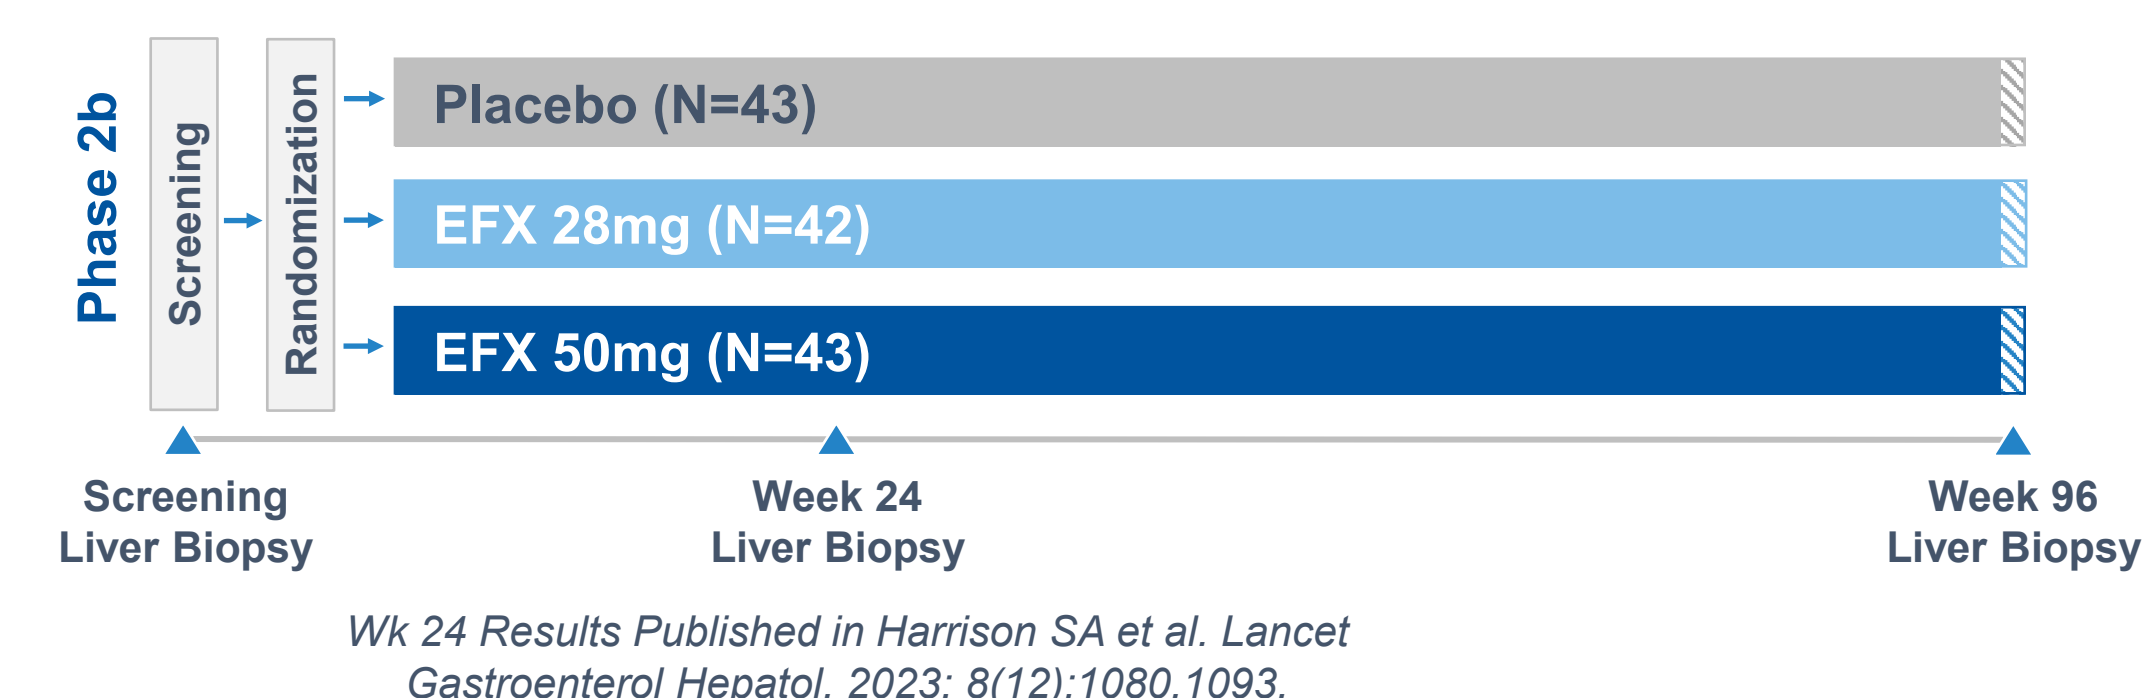 Phase 2b
Screening
Randomization
Placebo (N=43)
EFX 28mg (N=42)
EFX 50mg (N=43)
Screening
Liver Biopsy
Week 24
Liver Biopsy
Week 96
Liver Biopsy
Wk 24 Results Published in Harrison SA et al. Lancet
Gastroenterol Hepatol. 2023; 8(12):1080.1093.